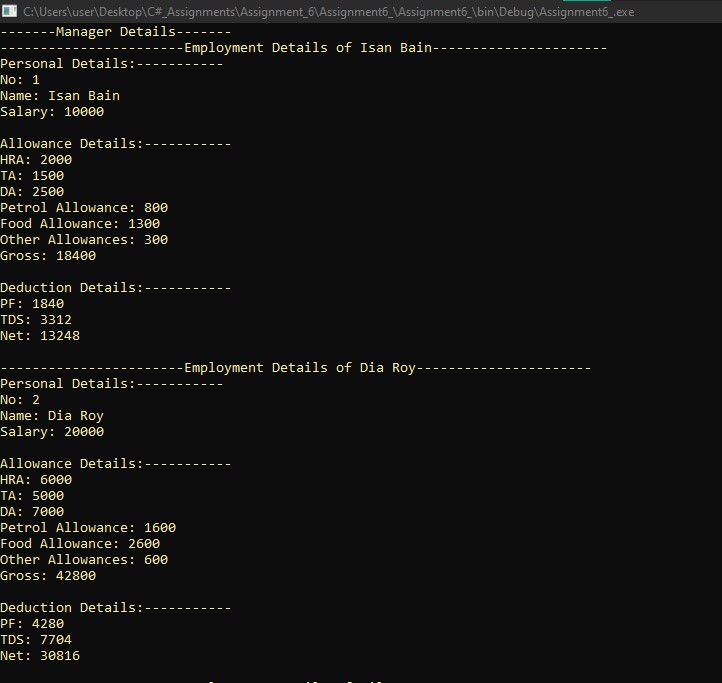 C:\Users\user\Desktop\C#_Assignments\Assignment_6\Assignment6_\Assignment6_\bin\Debug\Assignment6_.exe
-------Manager Details-------
-----------------------Employment Details of Isan Bain----------------------
Personal Details:-----------
No: 1
Name: Isan Bain
Salary: 10000
Allowance Details:-----------
HRA: 2000
TA: 1500
DA: 2500
Petrol Allowance: 800
Food Allowance: 1300
Other Allowances: 300
Gross: 18400
Deduction Details:-----------
PF: 1840
TDS: 3312
Net: 13248
-----------------------Employment Details of Dia Roy----------------------
Personal Details:-----------
No: 2
Name: Dia Roy
Salary: 20000
Allowance Details:-----------
HRA: 6000
TA: 5000
DA: 7000
Petrol Allowance: 1600
Food Allowance: 2600
Other Allowances: 600
Gross: 42800
Deduction Details:-----------
PF: 4280
TDS: 7704
Net: 30816